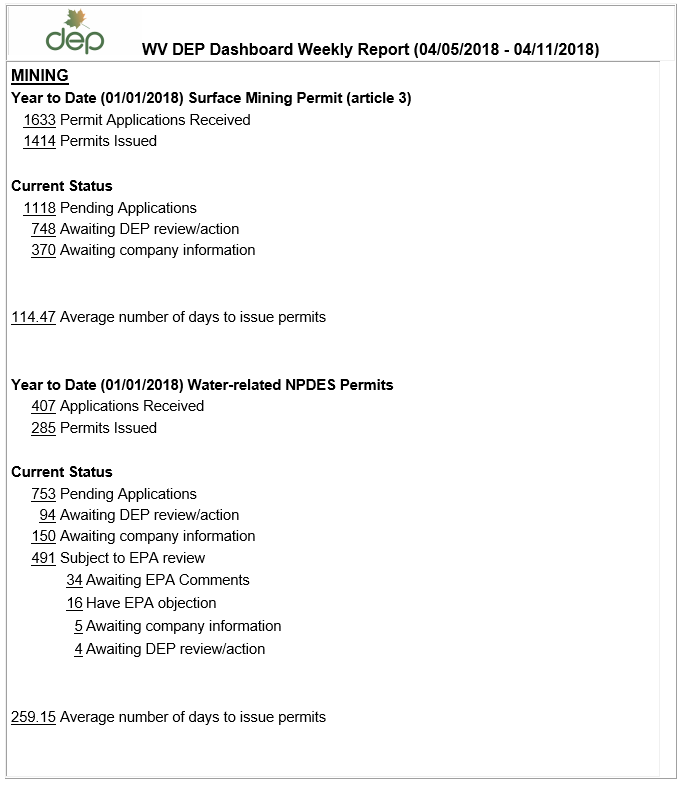 dep
WV DEP Dashboard Weekly Report (04/05/2018 - 04/11/2018)
MINING
Year to Date (01/01/2018) Surface Mining Permit (article 3)
1633 Permit Applications Received
1414 Permits Issued
Current Status
1118 Pending Applications
748 Awaiting DEP review/action
370 Awaiting company information
114.47 Average number of days to issue permits
Year to Date (01/01/2018) Water-related NPDES Permits
407 Applications Received
285 Permits Issued
Current Status
753 Pending Applications
94 Awaiting DEP review/action
150 Awaiting company information
491 Subject to EPA review
34 Awaiting EPA Comments
16 Have EPA objection
5 Awaiting company information
4 Awaiting DEP review/action
259.15 Average number of days to issue permits